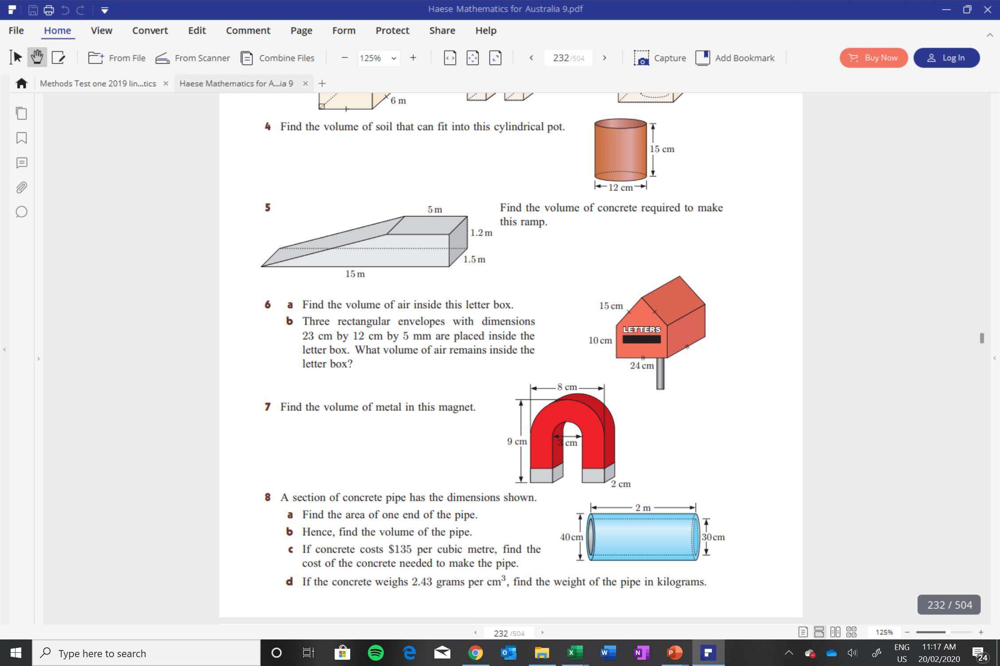 Haese Mathematics for Australia 9.pdf
File Home View Convert Edit Comment Page Form Protect Share Help
From File From Scanner Combine Files 125% 232 /504 Capture Add Bookmark Buy Now Log In
Methods Test one 2019 lin...tics Haese Mathematics for A...ia 9
6 m
4 Find the volume of soil that can fit into this cylindrical pot.
15 cm
12 cm
5
5 m
1.2 m
1.5 m
15 m
Find the volume of concrete required to make
this ramp.
6 a Find the volume of air inside this letter box.
b Three rectangular envelopes with dimensions
23 cm by 12 cm by 5 mm are placed inside the
letter box. What volume of air remains inside the
letter box?
15 cm
LETTERS
10 cm
24 cm
7 Find the volume of metal in this magnet.
8 cm
9 cm
3 cm
2 cm
8 A section of concrete pipe has the dimensions shown.
a Find the area of one end of the pipe.
b Hence, find the volume of the pipe.
c If concrete costs $135 per cubic metre, find the
cost of the concrete needed to make the pipe.
d If the concrete weighs 2.43 grams per cm³, find the weight of the pipe in kilograms.
2 m
40 cm
30 cm
232 / 504
232 /504
125%
Type here to search
ENG
US
11:17 AM
20/02/2020
24